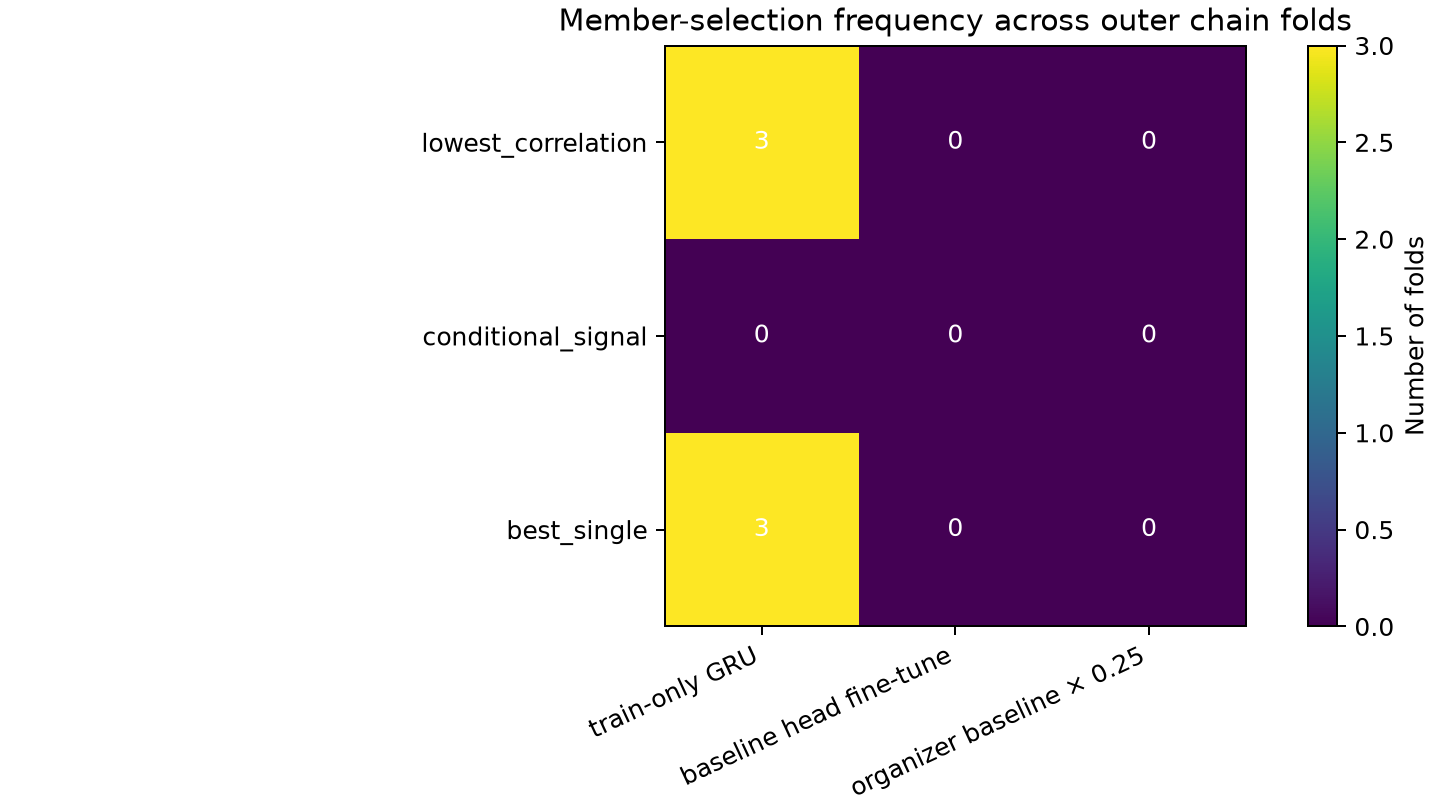 Member-selection frequency across outer chain folds
lowest_correlation
3 0 0
conditional_signal
0 0 0
best_single
3 0 0
train-only GRU
baseline head fine-tune
organizer baseline × 0.25
3.0
2.5
2.0
1.5
1.0
0.5
0.0
Number of folds